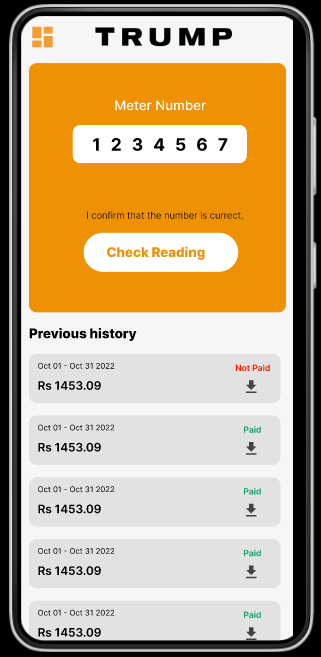 TRUMP
Meter Number
1 2 3 4 5 6 7
I confirm that the number is currect.
Check Reading
Previous history
Oct 01 - Oct 31 2022
Not Paid
Rs 1453.09
Oct 01 - Oct 31 2022
Paid
Rs 1453.09
Oct 01 - Oct 31 2022
Paid
Rs 1453.09
Oct 01 - Oct 31 2022
Paid
Rs 1453.09
Oct 01 - Oct 31 2022
Paid
Rs 1453.09